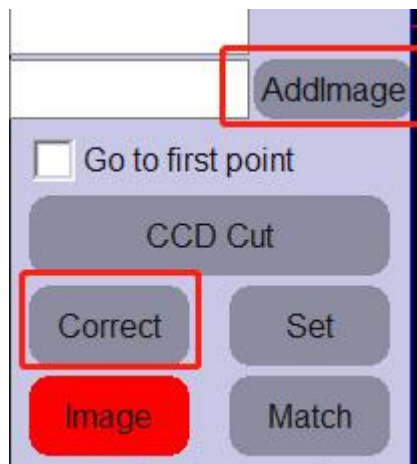 AddImage
Go to first point
CCD Cut
Correct Set
Image Match